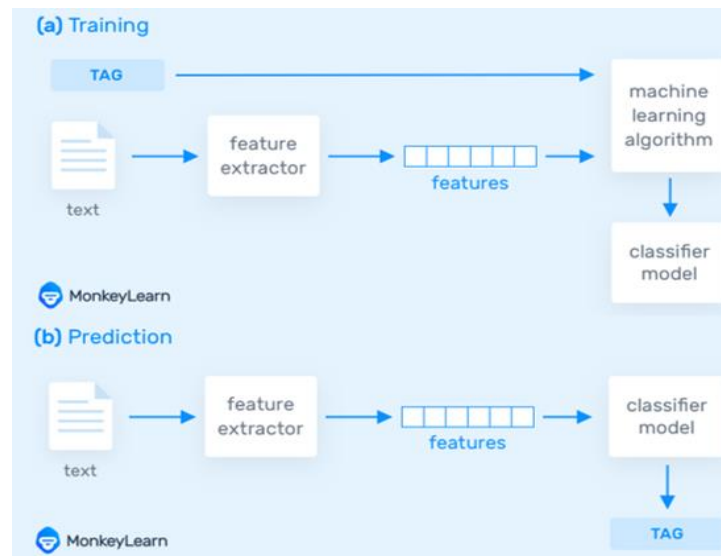 (a) Training
TAG
machine
learning
algorithm
feature
extractor
features
text
classifier
model
MonkeyLearn
(b) Prediction
feature
extractor
classifier
model
features
text
TAG
MonkeyLearn